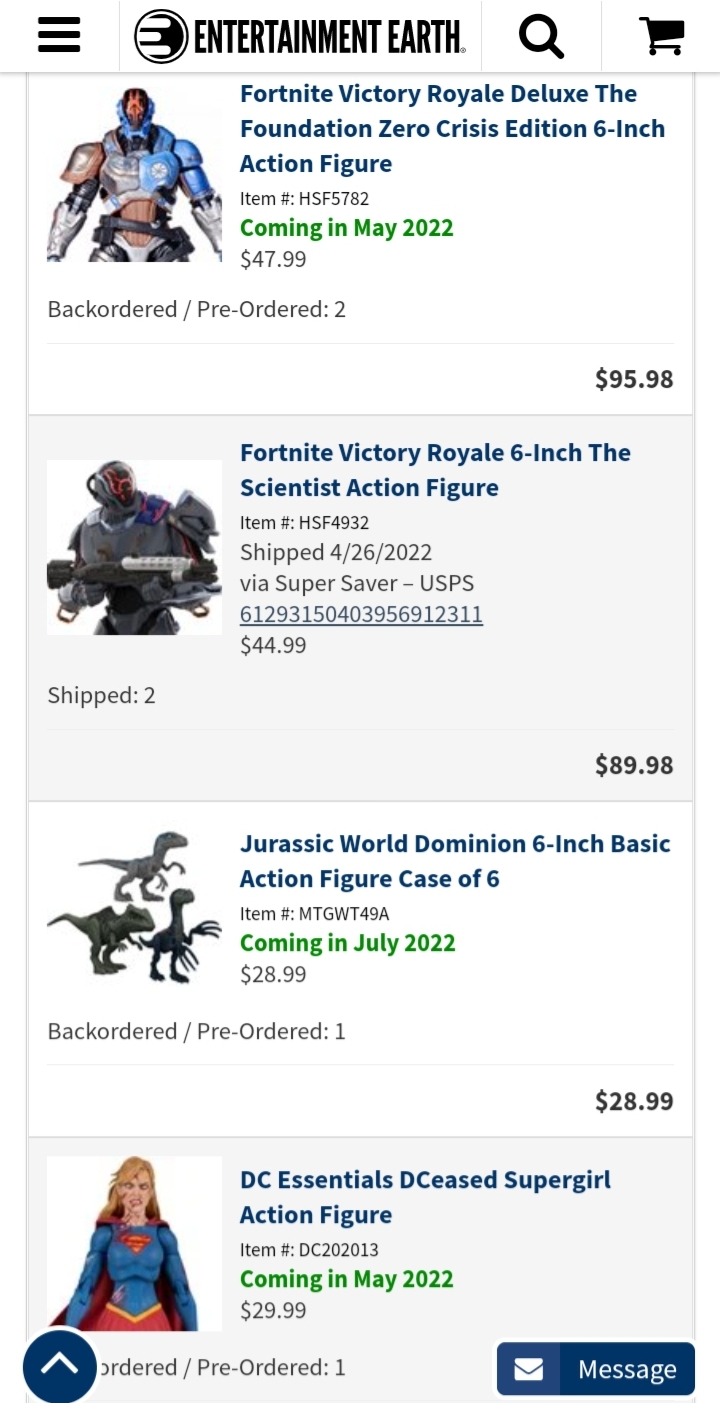 ENTERTAINMENT EARTH
Fortnite Victory Royale Deluxe The
Foundation Zero Crisis Edition 6-Inch
Action Figure
Item #: HSF5782
Coming in May 2022
$47.99
Backordered / Pre-Ordered: 2
$95.98
Fortnite Victory Royale 6-Inch The
Scientist Action Figure
Item #: HSF4932
Shipped 4/26/2022
via Super Saver – USPS
61293150403956912311
$44.99
Shipped: 2
$89.98
Jurassic World Dominion 6-Inch Basic
Action Figure Case of 6
Item #: MTGWT49A
Coming in July 2022
$28.99
Backordered / Pre-Ordered: 1
$28.99
DC Essentials DCeased Supergirl
Action Figure
Item #: DC202013
Coming in May 2022
$29.99
ordered / Pre-Ordered: 1
Message